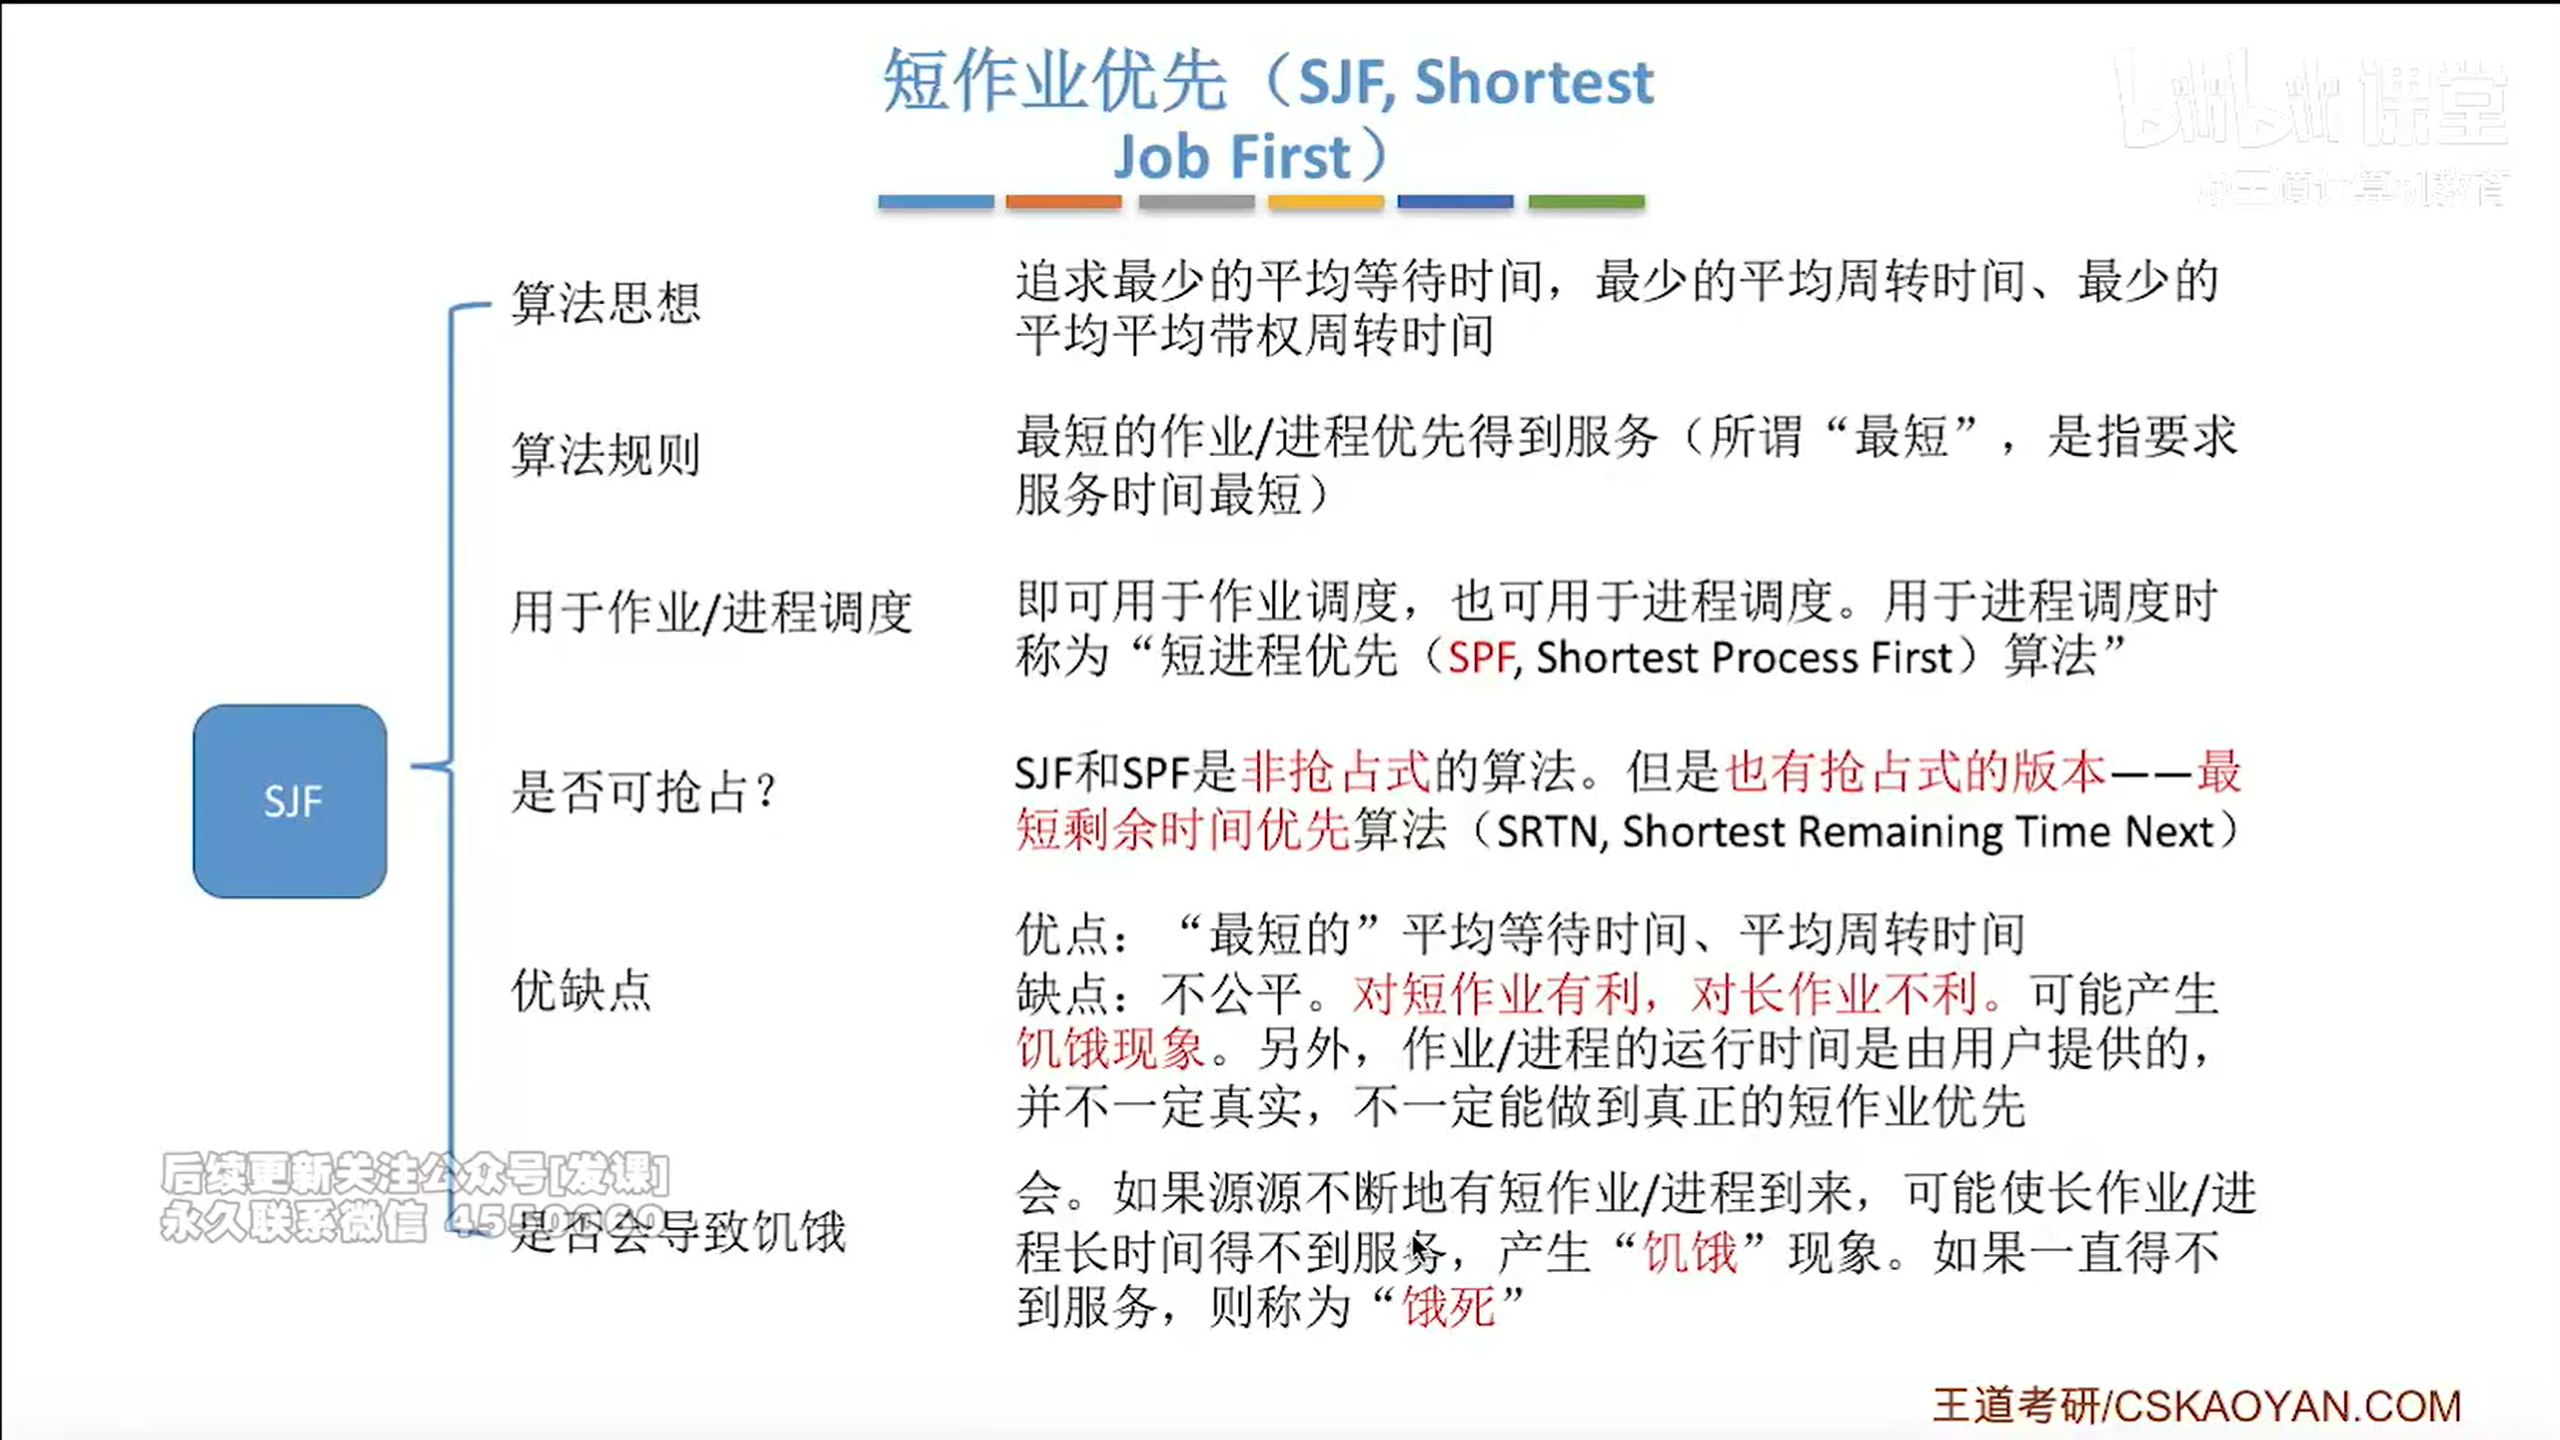 短作业优先（SJF, Shortest
Job First）
bilibili课堂
@王道计算机教育
算法思想
追求最少的平均等待时间，最少的平均周转时间、最少的
平均平均带权周转时间
算法规则
最短的作业/进程优先得到服务（所谓“最短”，是指要求
服务时间最短）
用于作业/进程调度
即可用于作业调度，也可用于进程调度。用于进程调度时
称为“短进程优先（SPF, Shortest Process First）算法”
SJF
是否可抢占？
SJF和SPF是非抢占式的算法。但是也有抢占式的版本——最
短剩余时间优先算法（SRTN, Shortest Remaining Time Next）
优缺点
优点：“最短的”平均等待时间、平均周转时间
缺点：不公平。对短作业有利，对长作业不利。可能产生
饥饿现象。另外，作业/进程的运行时间是由用户提供的，
并不一定真实，不一定能做到真正的短作业优先
后续更新关注公众号[发课]
永久联系微信
是否会导致饥饿
会。如果源源不断地有短作业/进程到来，可能使长作业/进
程长时间得不到服务，产生“饥饿”现象。如果一直得不
到服务，则称为“饿死”
王道考研/CSKAOYAN.COM